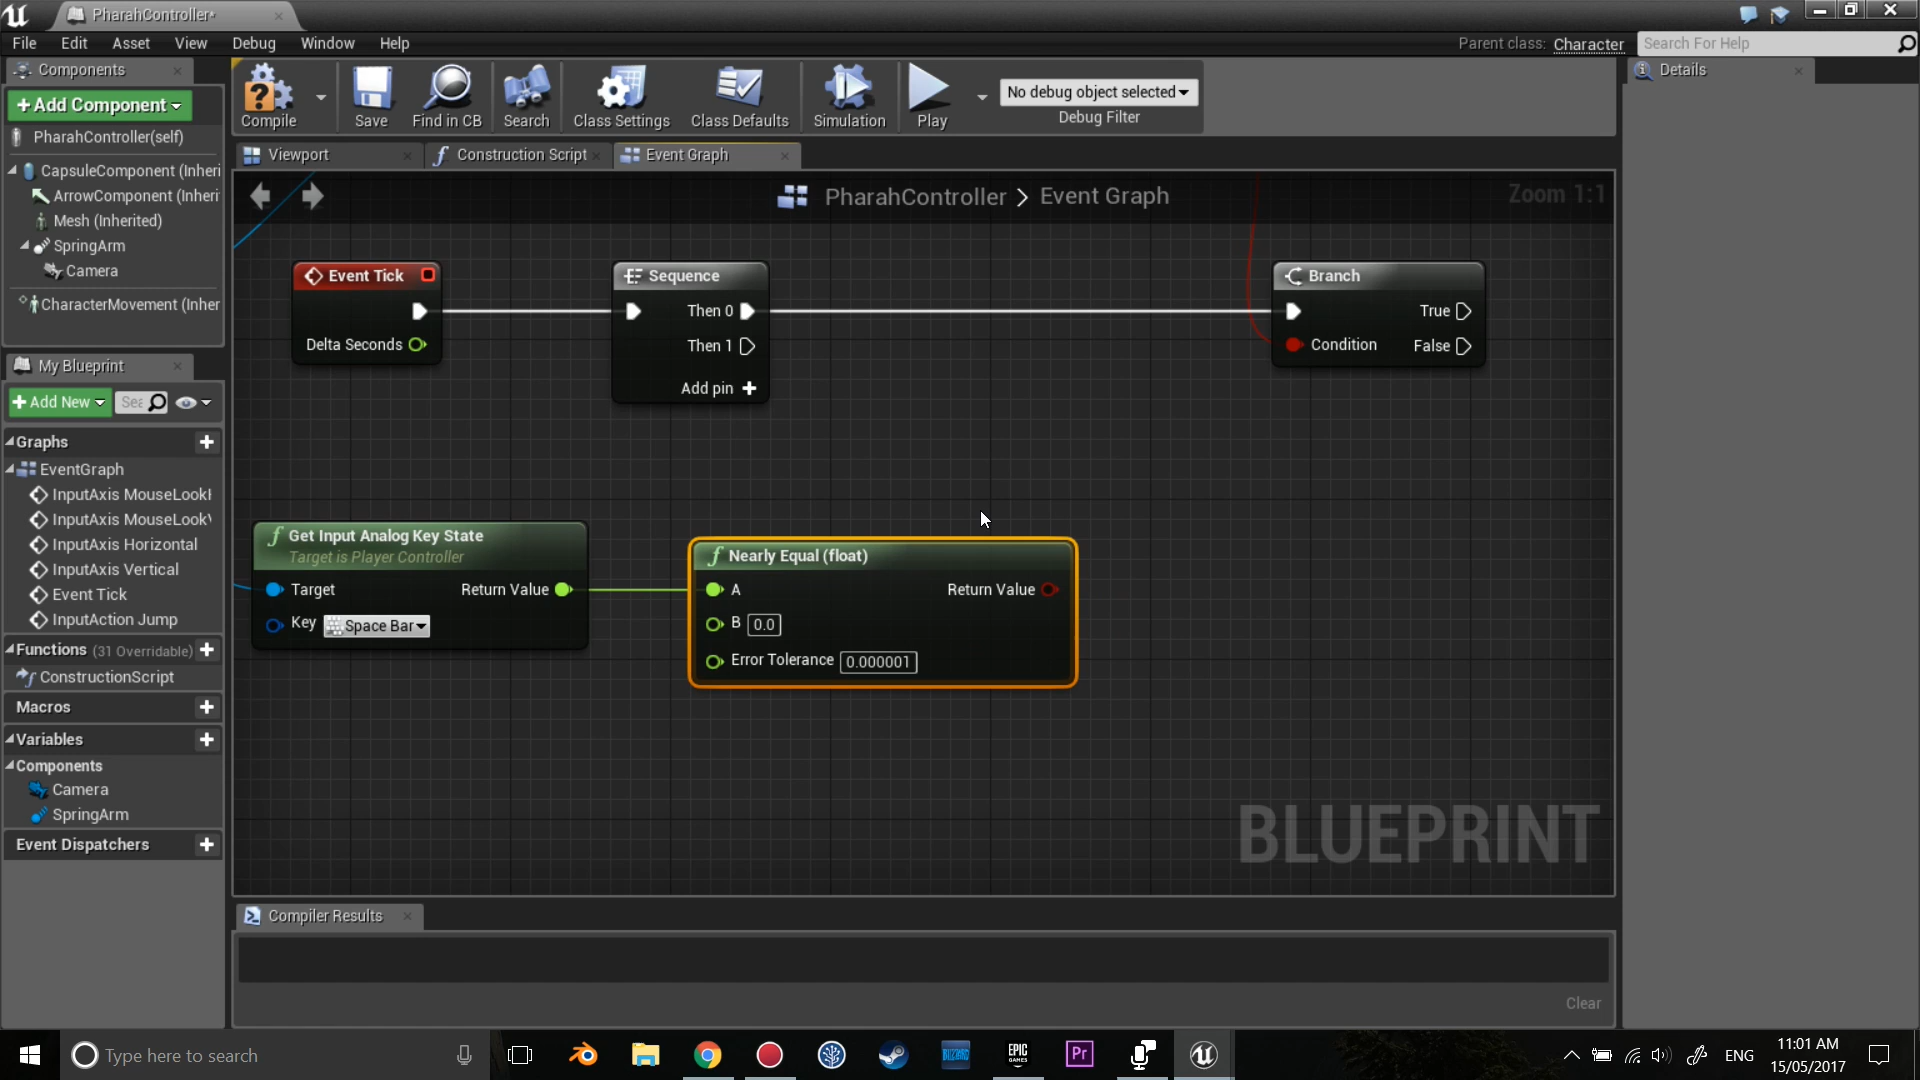 PharahController*
File Edit Asset View Debug Window Help
Parent class: Character
Search For Help
Components
+Add Component
PharahController(self)
CapsuleComponent (Inheri
ArrowComponent (Inheri
Mesh (Inherited)
SpringArm
Camera
CharacterMovement (Inher
Compile
Save
Find in CB
Search
Class Settings
Class Defaults
Simulation
Play
No debug object selected
Debug Filter
Details
Viewport
Construction Script
Event Graph
PharahController > Event Graph
Zoom 1:1
My Blueprint
+Add New
Sea
Graphs
EventGraph
InputAxis MouseLookH
InputAxis MouseLookV
InputAxis Horizontal
InputAxis Vertical
Event Tick
InputAction Jump
Functions (31 Overridable)
ConstructionScript
Macros
Variables
Components
Camera
SpringArm
Event Dispatchers
Event Tick
Delta Seconds
Sequence
Then 0
Then 1
Add pin +
Branch
True
Condition
False
Get Input Analog Key State
Target is Player Controller
Target
Return Value
Key
Space Bar
Nearly Equal (float)
A
Return Value
B 0.0
Error Tolerance 0.000001
BLUEPRINT
Compiler Results
Clear
Type here to search
BLIZZARD
EPIC
GAMES
Pr
ENG
11:01 AM
15/05/2017